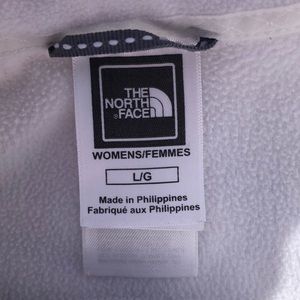 THE
NORTH
FACE
WOMENS/FEMMES
L/G
Made in Philippines
Fabriqué aux Philippines